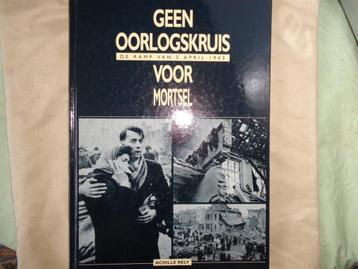 GEEN
OORLOGSKRUIS
DE RAMP VAN 5 APRIL 1943
VOOR
MORTSEL
ACHILLE RELY